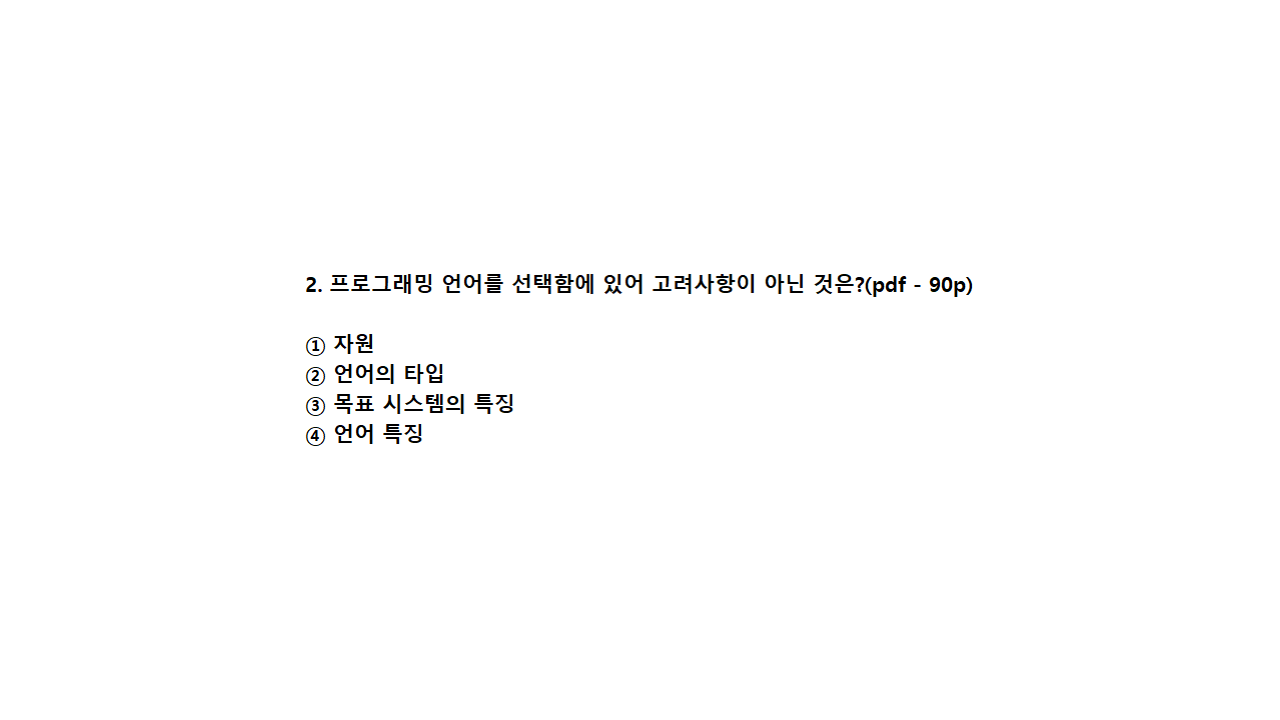 2. 프로그래밍 언어를 선택함에 있어 고려사항이 아닌 것은?(pdf - 90p)
① 자원
② 언어의 타입
③ 목표 시스템의 특징
④ 언어 특징